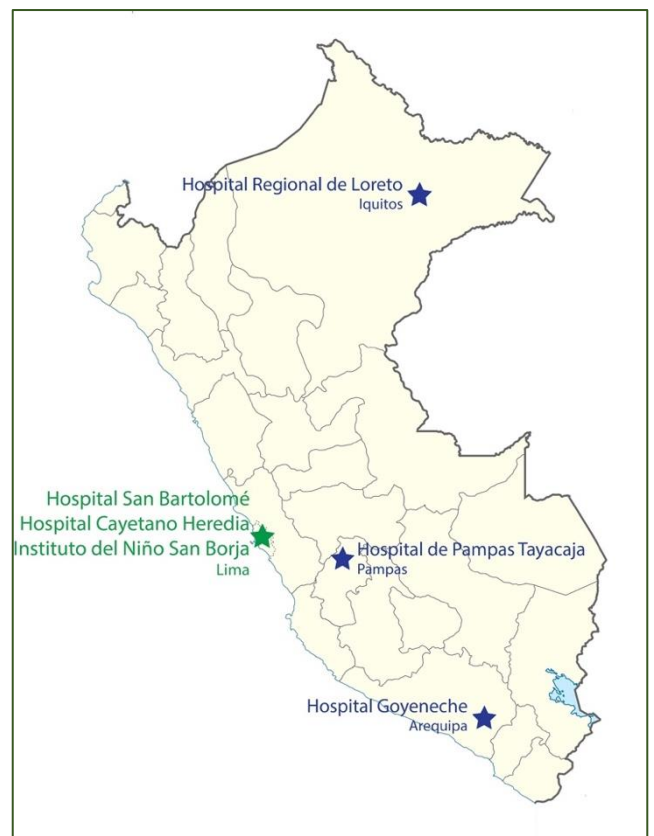 Hospital Regional de Loreto
Iquitos
Hospital San Bartolomé
Hospital Cayetano Heredia
Instituto del Niño San Borja
Lima
Hospital de Pampas Tayacaja
Pampas
Hospital Goyeneche
Arequipa